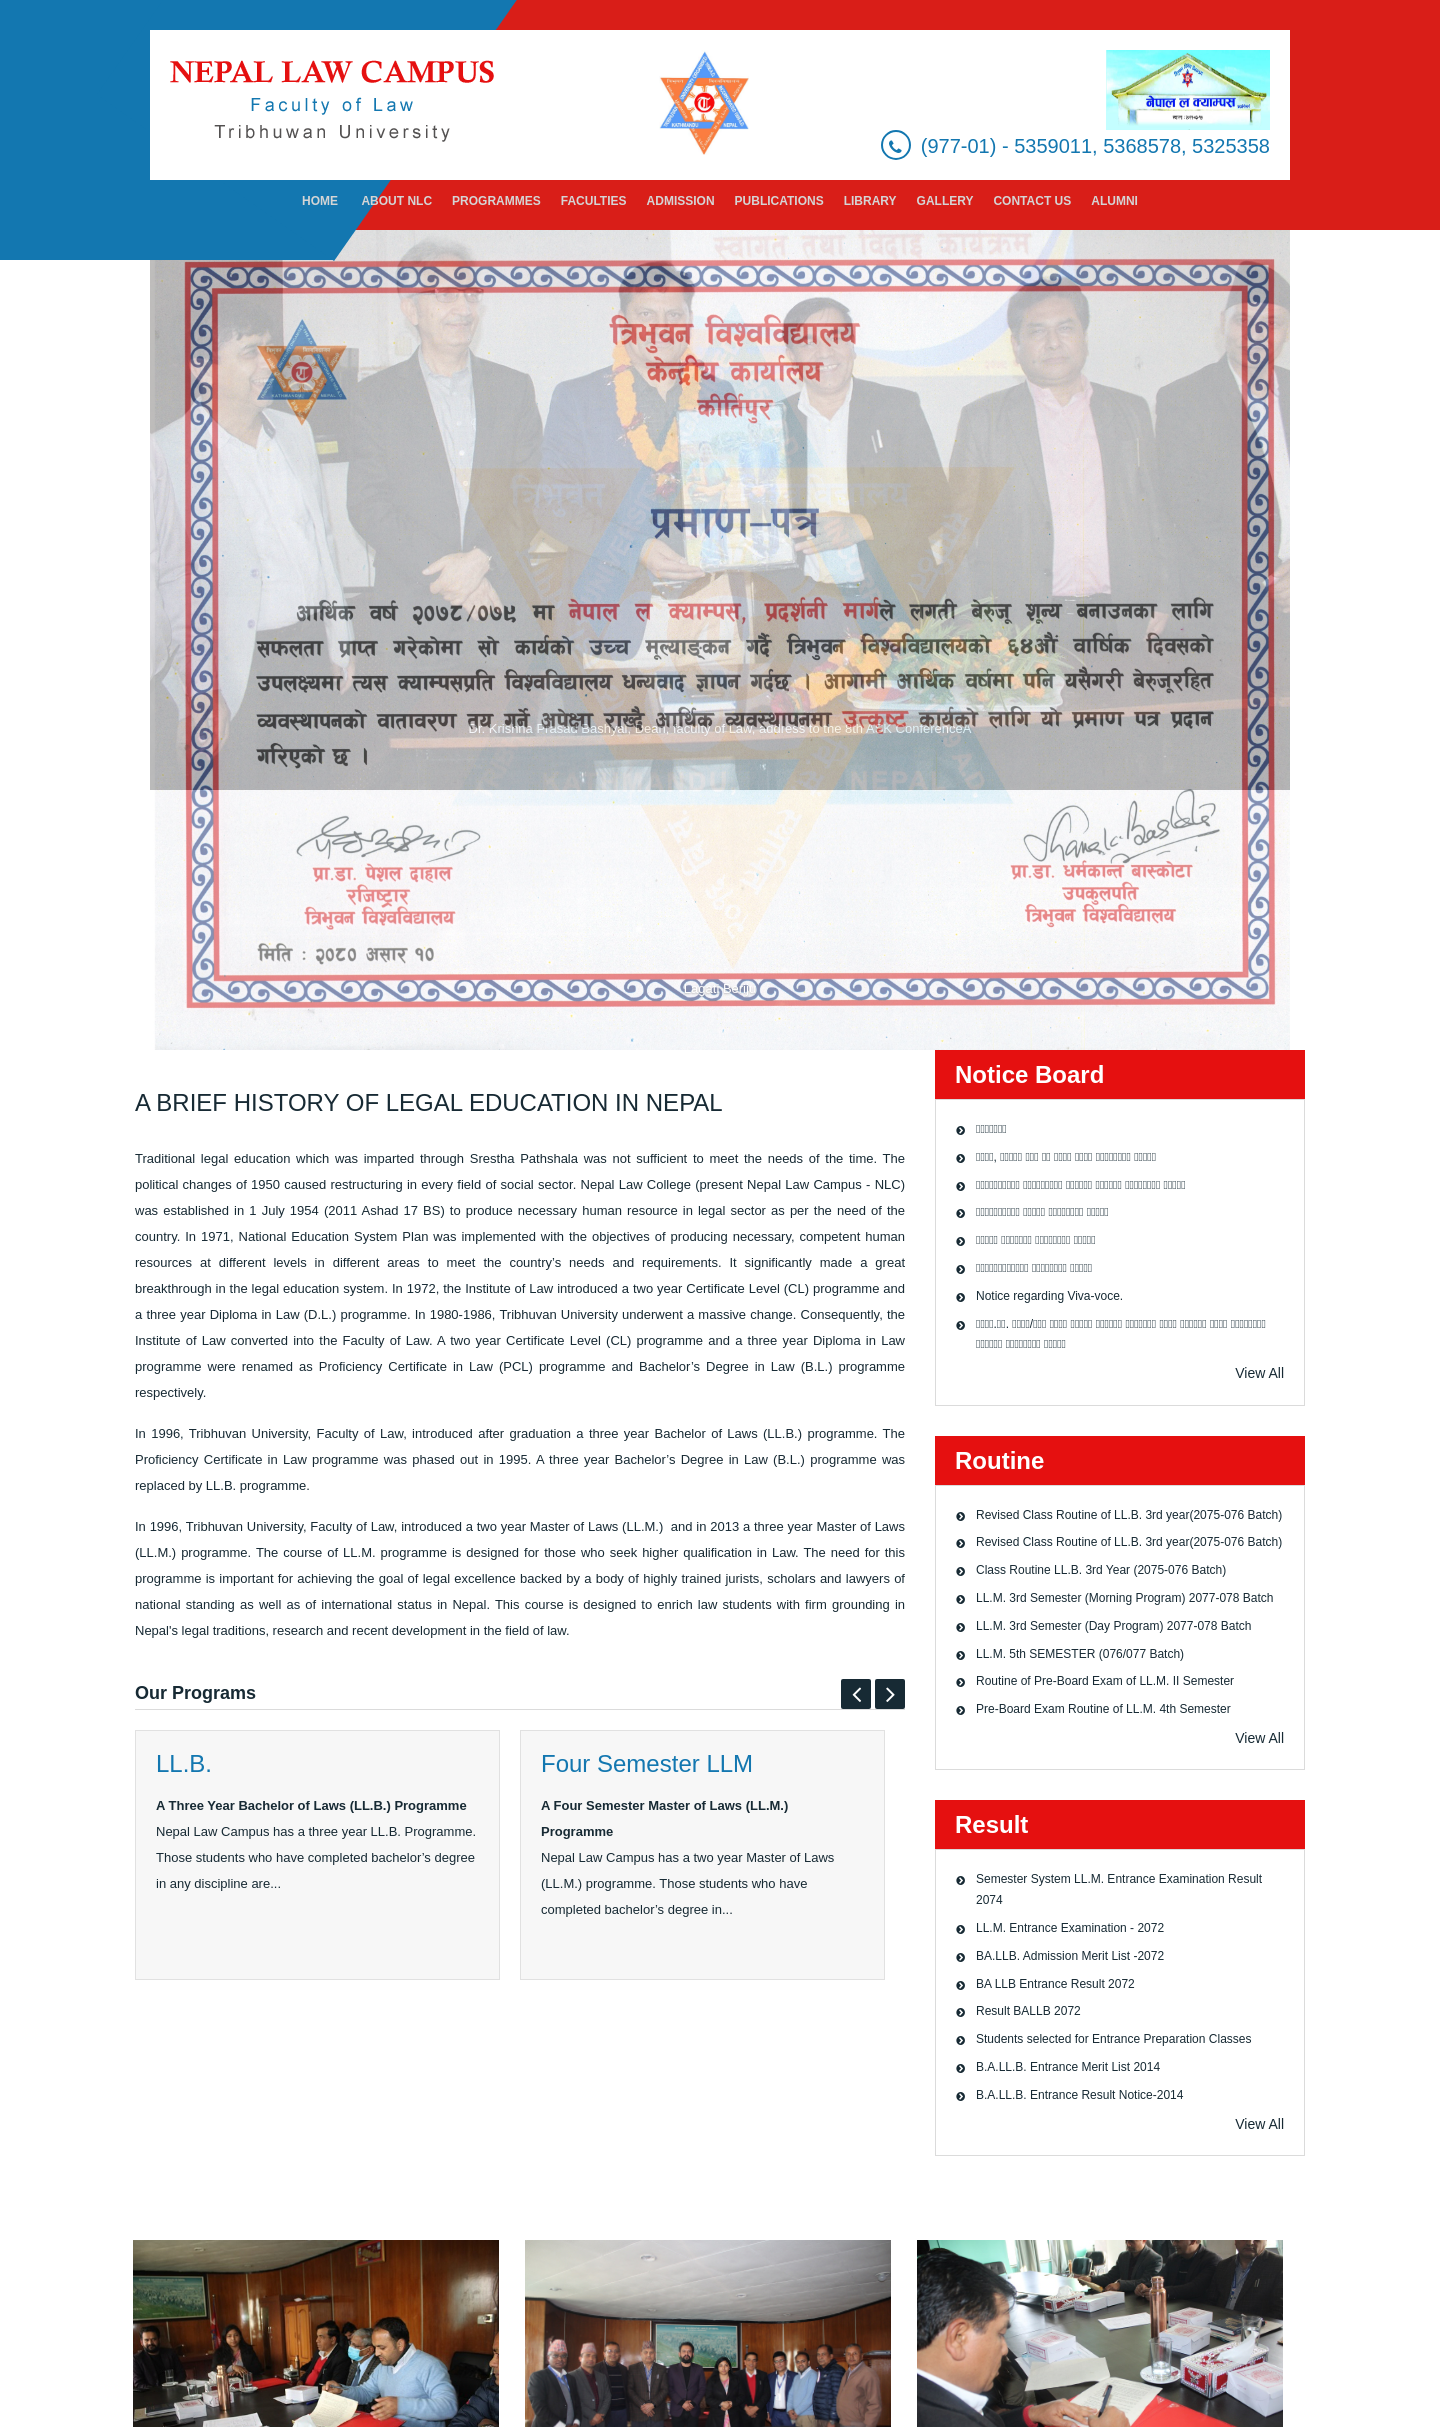 NEPAL LAW CAMPUS
Faculty of Law
Tribhuwan University
नेपाल ल क्याम्पस
(977-01) - 5359011, 5368578, 5325358
HOME ABOUT NLC PROGRAMMES FACULTIES ADMISSION PUBLICATIONS LIBRARY GALLERY CONTACT US ALUMNI
स्वागत तथा विदाइ कार्यक्रम
त्रिभुवन विश्वविद्यालय
केन्द्रीय कार्यालय
कीर्तिपुर
प्रमाण-पत्र
आर्थिक वर्ष २०७८/०७९ मा नेपाल ल क्याम्पस, प्रदर्शनी मार्गले लगती बेरुजू शून्य बनाउनका लागि
सफलता प्राप्त गरेकोमा सो कार्यको उच्च मूल्याङ्कन गर्दै त्रिभुवन विश्वविद्यालयको ६४औं वार्षिक दिवसको
उपलक्ष्यमा त्यस क्याम्पसप्रति विश्वविद्यालय धन्यवाद ज्ञापन गर्दछ । आगामी आर्थिक वर्षमा पनि यसैगरी बेरुजूरहित
व्यवस्थापनको वातावरण तय गर्ने अपेक्षा राख्दै आर्थिक व्यवस्थापनमा उत्कृष्ट कार्यका लागि यो प्रमाण पत्र प्रदान
गरिएको छ ।
Dr. Krishna Prasad Bashyal, Dean, faculty of Law, address to the 8th A.K ConferenceA
KATHMANDU, NEPAL
प्रा.डा. पेशल दाहाल
रजिष्ट्रार
त्रिभुवन विश्वविद्यालय
प्रा.डा. धर्मकान्त बास्कोटा
उपकुलपति
त्रिभुवन विश्वविद्यालय
मिति : २०८० असार १०
Lagati Beriju
A BRIEF HISTORY OF LEGAL EDUCATION IN NEPAL
Traditional legal education which was imparted through Srestha Pathshala was not sufficient to meet the needs of the time. The
political changes of 1950 caused restructuring in every field of social sector. Nepal Law College (present Nepal Law Campus - NLC)
was established in 1 July 1954 (2011 Ashad 17 BS) to produce necessary human resource in legal sector as per the need of the
country. In 1971, National Education System Plan was implemented with the objectives of producing necessary, competent human
resources at different levels in different areas to meet the country’s needs and requirements. It significantly made a great
breakthrough in the legal education system. In 1972, the Institute of Law introduced a two year Certificate Level (CL) programme and
a three year Diploma in Law (D.L.) programme. In 1980-1986, Tribhuvan University underwent a massive change. Consequently, the
Institute of Law converted into the Faculty of Law. A two year Certificate Level (CL) programme and a three year Diploma in Law
programme were renamed as Proficiency Certificate in Law (PCL) programme and Bachelor’s Degree in Law (B.L.) programme
respectively.
In 1996, Tribhuvan University, Faculty of Law, introduced after graduation a three year Bachelor of Laws (LL.B.) programme. The
Proficiency Certificate in Law programme was phased out in 1995. A three year Bachelor’s Degree in Law (B.L.) programme was
replaced by LL.B. programme.
In 1996, Tribhuvan University, Faculty of Law, introduced a two year Master of Laws (LL.M.) and in 2013 a three year Master of Laws
(LL.M.) programme. The course of LL.M. programme is designed for those who seek higher qualification in Law. The need for this
programme is important for achieving the goal of legal excellence backed by a body of highly trained jurists, scholars and lawyers of
national standing as well as of international status in Nepal. This course is designed to enrich law students with firm grounding in
Nepal's legal traditions, research and recent development in the field of law.
Our Programs
LL.B.
A Three Year Bachelor of Laws (LL.B.) Programme
Nepal Law Campus has a three year LL.B. Programme.
Those students who have completed bachelor’s degree
in any discipline are...
Four Semester LLM
A Four Semester Master of Laws (LL.M.)
Programme
Nepal Law Campus has a two year Master of Laws
(LL.M.) programme. Those students who have
completed bachelor’s degree in...
Notice Board
Notice regarding Viva-voce.
View All
Routine
Revised Class Routine of LL.B. 3rd year(2075-076 Batch)
Revised Class Routine of LL.B. 3rd year(2075-076 Batch)
Class Routine LL.B. 3rd Year (2075-076 Batch)
LL.M. 3rd Semester (Morning Program) 2077-078 Batch
LL.M. 3rd Semester (Day Program) 2077-078 Batch
LL.M. 5th SEMESTER (076/077 Batch)
Routine of Pre-Board Exam of LL.M. II Semester
Pre-Board Exam Routine of LL.M. 4th Semester
View All
Result
Semester System LL.M. Entrance Examination Result
2074
LL.M. Entrance Examination - 2072
BA.LLB. Admission Merit List -2072
BA LLB Entrance Result 2072
Result BALLB 2072
Students selected for Entrance Preparation Classes
B.A.LL.B. Entrance Merit List 2014
B.A.LL.B. Entrance Result Notice-2014
View All